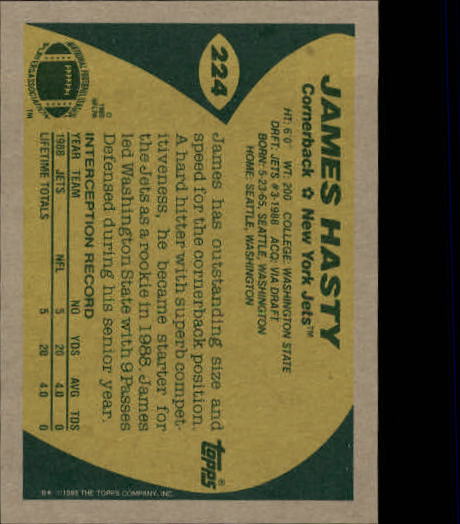 224
JAMES HASTY
Cornerback ✩ New York Jets™
HT: 6'0" WT: 200 COLLEGE: WASHINGTON STATE
DRFT: JETS #3-1988 ACQ: VIA DRAFT
BORN: 5-23-65, SEATTLE, WASHINGTON
HOME: SEATTLE, WASHINGTON
topps®
James has outstanding size and
speed for the cornerback position.
A hard hitter with superb compet-
itiveness, he became starter for
the Jets as a rookie in 1988. James
led Washington State with 9 Passes
Defensed during his senior year.
INTERCEPTION RECORD
YEAR TEAM NO YDS AVG TDS
1988 JETS NFL 5 20 4.0 0
LIFETIME TOTALS 5 20 4.0 0
©1989 THE TOPPS COMPANY, INC.